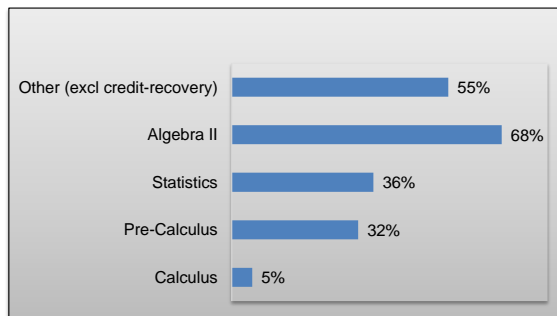 Other (excl credit-recovery) 55%
Algebra II 68%
Statistics 36%
Pre-Calculus 32%
Calculus 5%